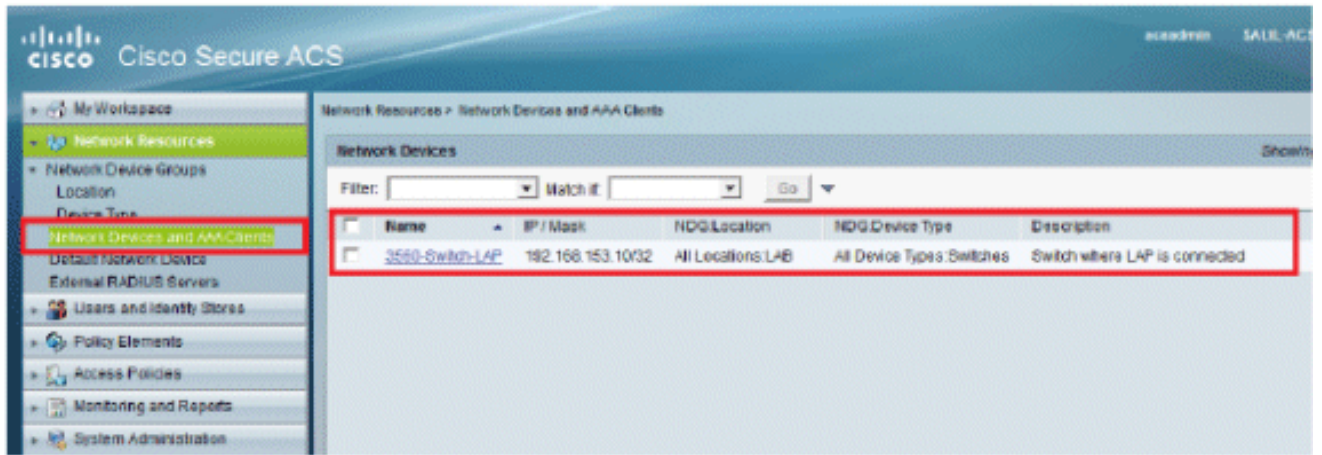 CISCO Cisco Secure ACS
acsadmin SALIL-ACS
My Workspace
Network Resources
Network Device Groups
Location
Device Type
Network Devices and AAA Clients
Default Network Device
External RADIUS Servers
Users and Identity Stores
Policy Elements
Access Policies
Monitoring and Reports
System Administration
Network Resources > Network Devices and AAA Clients
Network Devices Showing
Filter: Match if: Go
Name IP / Mask NDG:Location NDG:Device Type Description
3560-Switch-LAP 192.168.153.10/32 All Locations:LAB All Device Types:Switches Switch where LAP is connected